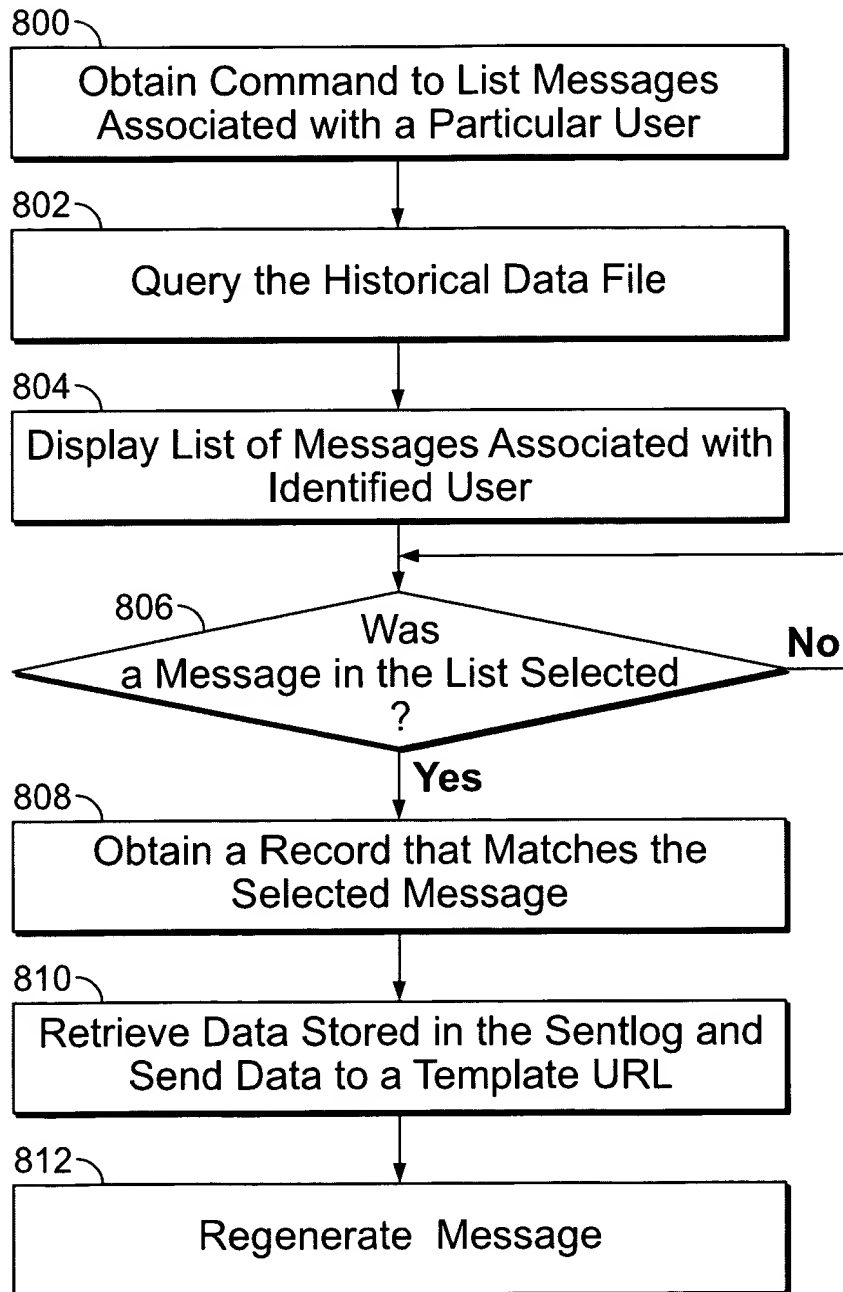 800
Obtain Command to List Messages
Associated with a Particular User
802
Query the Historical Data File
804
Display List of Messages Associated with
Identified User
806
Was
a Message in the List Selected
?
No
Yes
808
Obtain a Record that Matches the
Selected Message
810
Retrieve Data Stored in the Sentlog and
Send Data to a Template URL
812
Regenerate Message